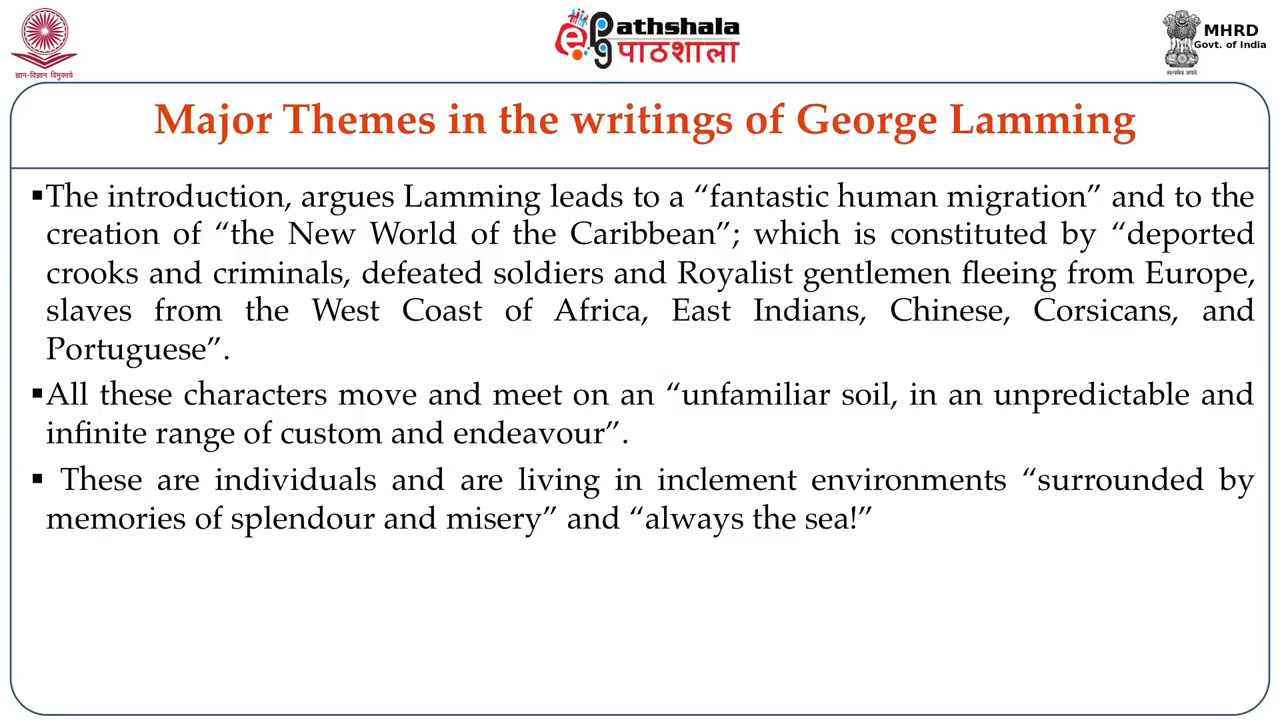 ज्ञान-विज्ञान विमुक्तये
ePathshala
पाठशाला
MHRD
Govt. of India
सत्यमेव जयते
Major Themes in the writings of George Lamming
▪The introduction, argues Lamming leads to a “fantastic human migration” and to the
creation of “the New World of the Caribbean”; which is constituted by “deported
crooks and criminals, defeated soldiers and Royalist gentlemen fleeing from Europe,
slaves from the West Coast of Africa, East Indians, Chinese, Corsicans, and
Portuguese”.
▪All these characters move and meet on an “unfamiliar soil, in an unpredictable and
infinite range of custom and endeavour”.
▪ These are individuals and are living in inclement environments “surrounded by
memories of splendour and misery” and “always the sea!”